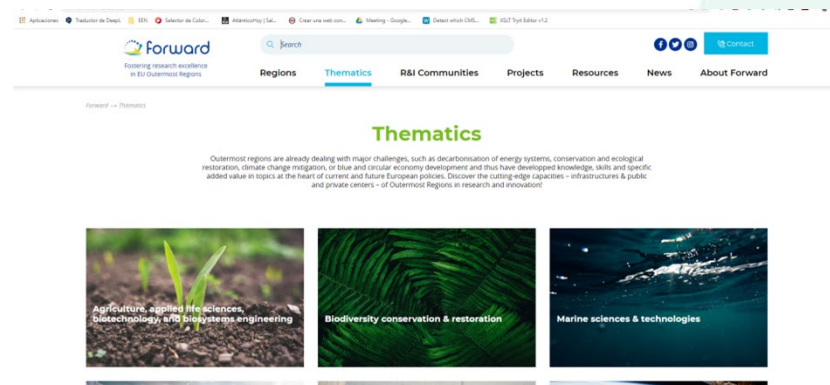 Aplicaciones
Traductor de DeepL
EEN
Selector de Color...
AtlánticoHoy | Sal...
Crear una web con...
Meeting - Google...
Detect which CMS...
XSLT Tryit Editor v1.2
forward
Fostering research excellence
in EU Outermost Regions
Search
Contact
Regions
Thematics
R&I Communities
Projects
Resources
News
About Forward
Forward → Thematics
Thematics
Outermost regions are already dealing with major challenges, such as decarbonisation of energy systems, conservation and ecological
restoration, climate change mitigation, or blue and circular economy development and thus have developped knowledge, skills and specific
added value in topics at the heart of current and future European policies. Discover the cutting-edge capacities – infrastructures & public
and private centers – of Outermost Regions in research and innovation!
Agriculture, applied life sciences,
biotechnology, and biosystems engineering
Biodiversity conservation & restoration
Marine sciences & technologies